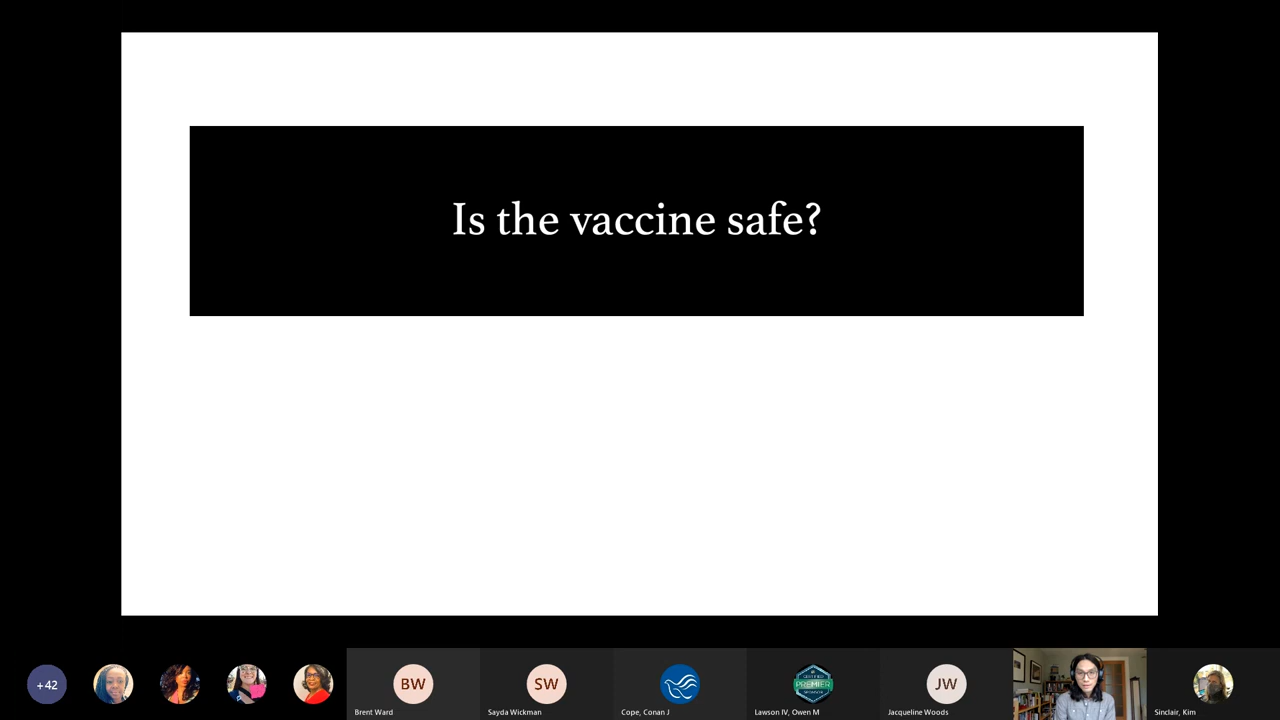 Is the vaccine safe?
+42
BW
Brent Ward
SW
Sayda Wickman
Cope, Conan J
PREMIER
Lawson IV, Owen M
JW
Jacqueline Woods
Sinclair, Kim